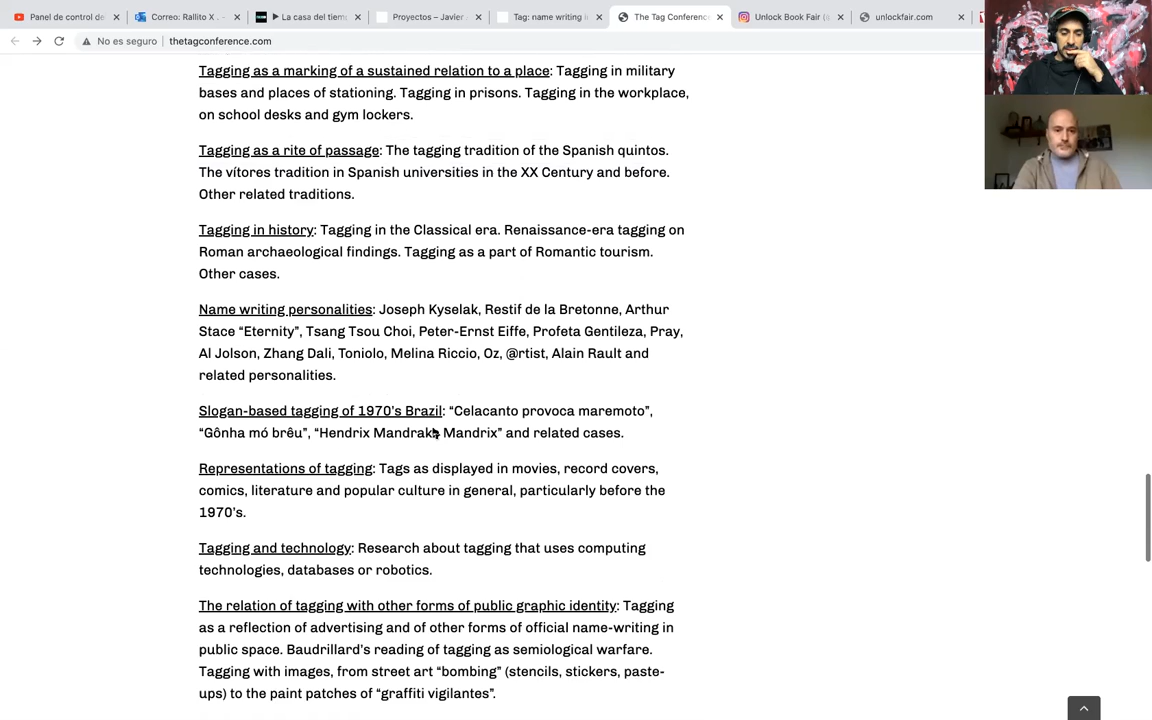 Panel de control de
Correo: Rallito X .
La casa del tiem
Proyectos – Javier
Tag: name writing i
The Tag Conferenc
Unlock Book Fair (
unlockfair.com
No es seguro
thetagconference.com
Tagging as a marking of a sustained relation to a place: Tagging in military
bases and places of stationing. Tagging in prisons. Tagging in the workplace,
on school desks and gym lockers.
Tagging as a rite of passage: The tagging tradition of the Spanish quintos.
The vítores tradition in Spanish universities in the XX Century and before.
Other related traditions.
Tagging in history: Tagging in the Classical era. Renaissance-era tagging on
Roman archaeological findings. Tagging as a part of Romantic tourism.
Other cases.
Name writing personalities: Joseph Kyselak, Restif de la Bretonne, Arthur
Stace “Eternity”, Tsang Tsou Choi, Peter-Ernst Eiffe, Profeta Gentileza, Pray,
Al Jolson, Zhang Dali, Toniolo, Melina Riccio, Oz, @rtist, Alain Rault and
related personalities.
Slogan-based tagging of 1970’s Brazil: “Celacanto provoca maremoto”,
“Gônha mó brêu”, “Hendrix Mandrake Mandrix” and related cases.
Representations of tagging: Tags as displayed in movies, record covers,
comics, literature and popular culture in general, particularly before the
1970’s.
Tagging and technology: Research about tagging that uses computing
technologies, databases or robotics.
The relation of tagging with other forms of public graphic identity: Tagging
as a reflection of advertising and of other forms of official name-writing in
public space. Baudrillard’s reading of tagging as semiological warfare.
Tagging with images, from street art “bombing” (stencils, stickers, paste-
ups) to the paint patches of “graffiti vigilantes”.